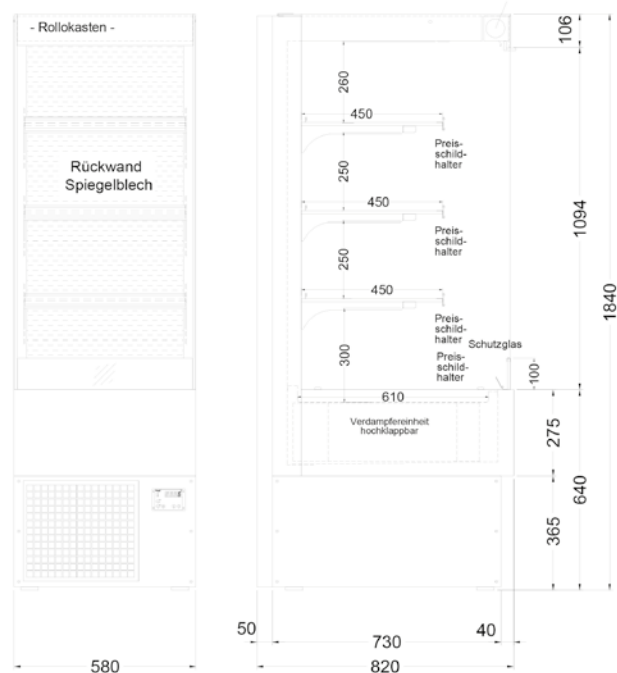 - Rollokasten -
106
260
450
Rückwand
Spiegelblech
Preis-
schild-
halter
250
450
1094
Preis-
schild-
halter
250
450
1840
Preis-
schild-
halter
Schutzglas
300
Preis-
schild-
halter
100
610
Verdampfereinheit
hochklappbar
275
640
365
50
730
40
580
820